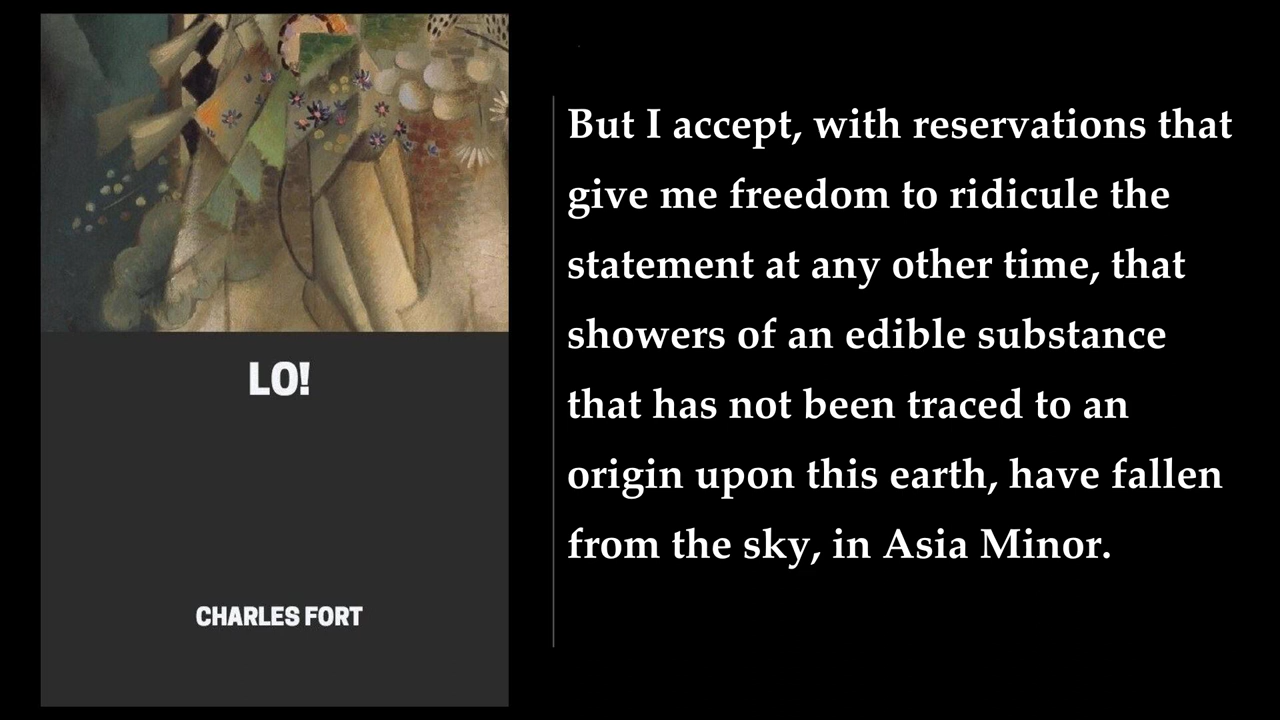 LO!
CHARLES FORT
But I accept, with reservations that
give me freedom to ridicule the
statement at any other time, that
showers of an edible substance
that has not been traced to an
origin upon this earth, have fallen
from the sky, in Asia Minor.